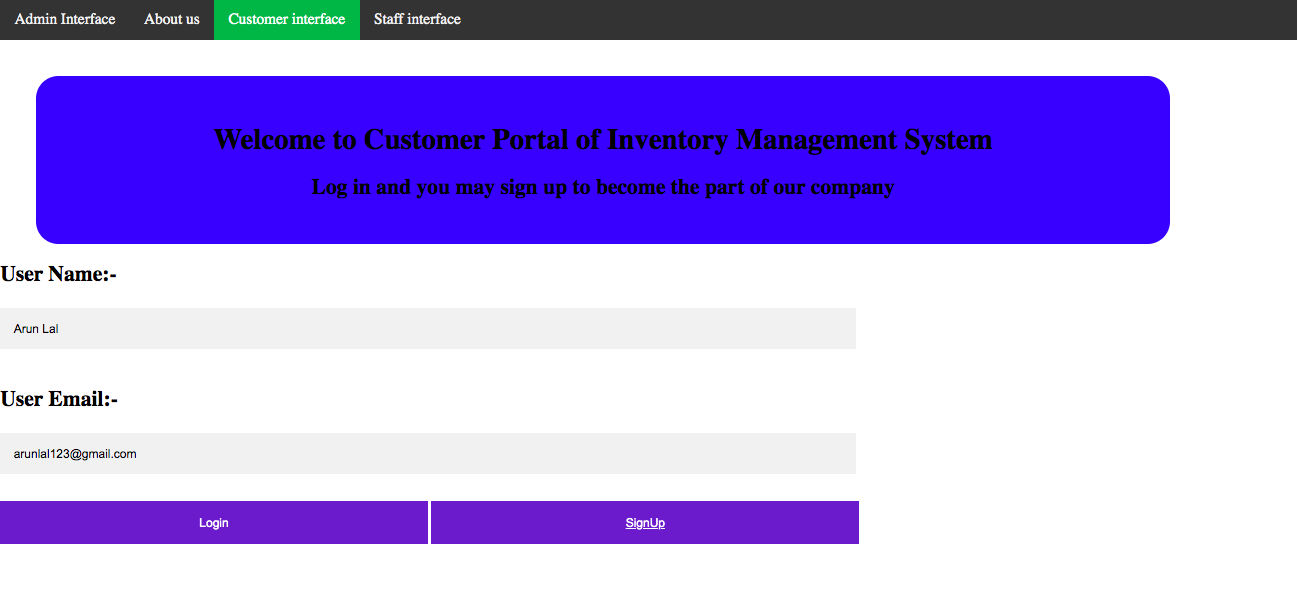 Admin Interface About us Customer interface Staff interface
Welcome to Customer Portal of Inventory Management System
Log in and you may sign up to become the part of our company
User Name:-
Arun Lal
User Email:-
arunlal123@gmail.com
Login SignUp